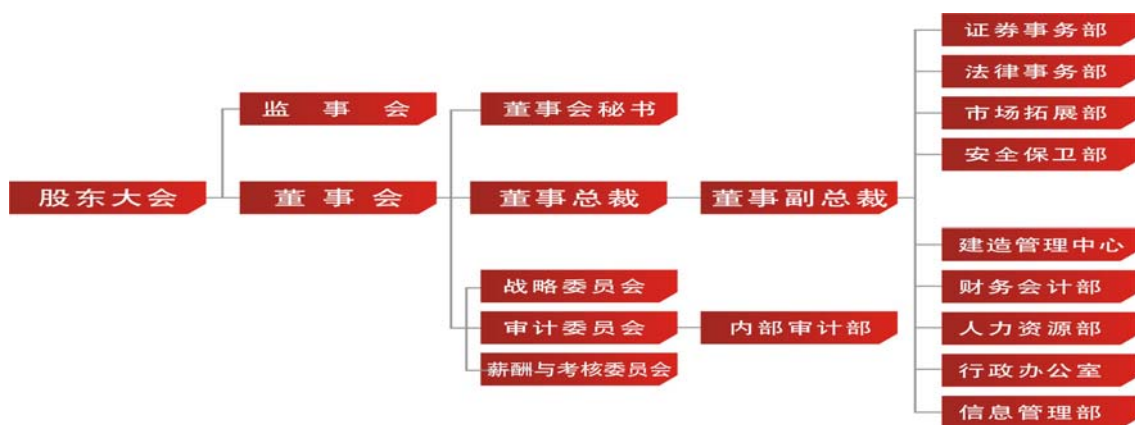 股东大会
监事会
董事会
董事会秘书
董事总裁
董事副总裁
战略委员会
审计委员会
内部审计部
薪酬与考核委员会
证券事务部
法律事务部
市场拓展部
安全保卫部
建造管理中心
财务会计部
人力资源部
行政办公室
信息管理部